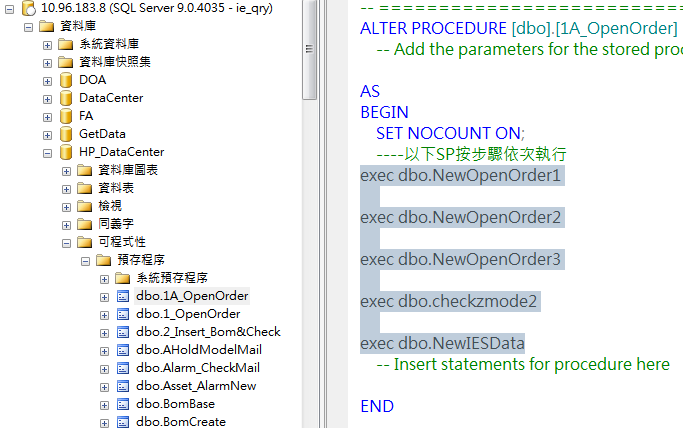 10.96.183.8 (SQL Server 9.0.4035 - ie_qry)
資料庫
系統資料庫
資料庫快照集
DOA
DataCenter
FA
GetData
HP_DataCenter
資料庫圖表
資料表
檢視
同義字
可程式性
預存程序
系統預存程序
dbo.1A_OpenOrder
dbo.1_OpenOrder
dbo.2_Insert_Bom&Check
dbo.AHoldModelMail
dbo.Alarm_CheckMail
dbo.Asset_AlarmNew
dbo.BomBase
dbo.BomCreate
-- =============================
ALTER PROCEDURE [dbo].[1A_OpenOrder]
-- Add the parameters for the stored proc
AS
BEGIN
SET NOCOUNT ON;
----以下SP按步驟依次執行
exec dbo.NewOpenOrder1
exec dbo.NewOpenOrder2
exec dbo.NewOpenOrder3
exec dbo.checkzmode2
exec dbo.NewIESData
-- Insert statements for procedure here
END